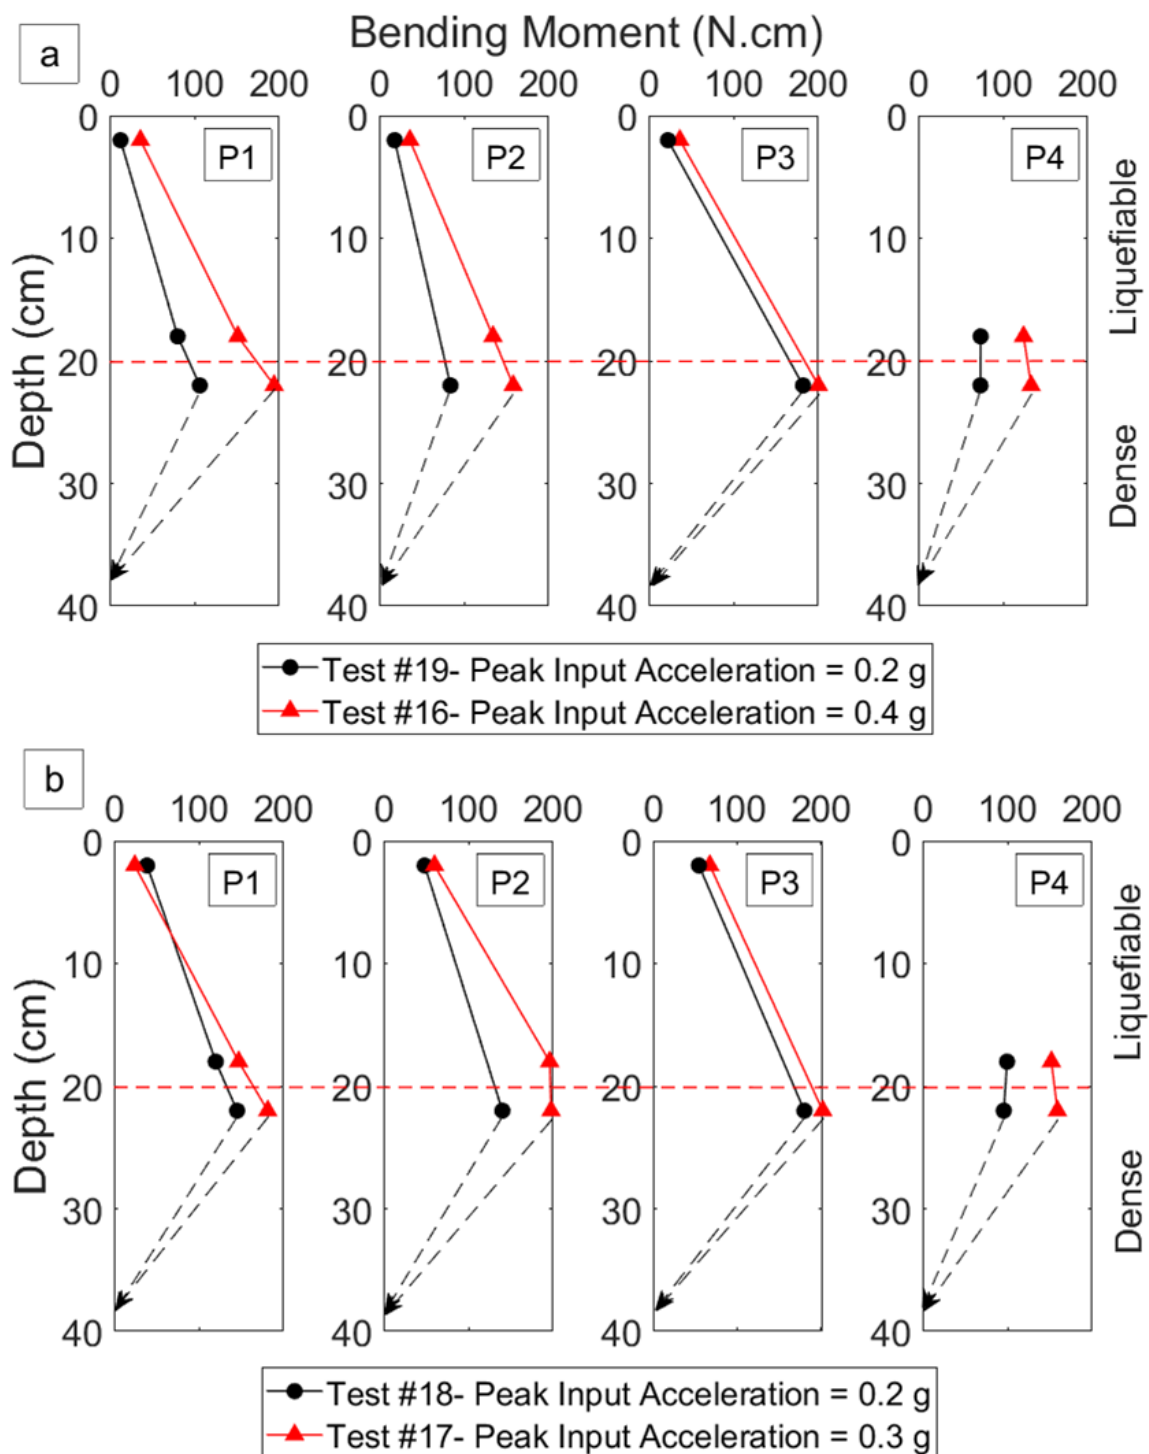 a
Bending Moment (N.cm)
0 100 200 0 100 200 0 100 200 0 100 200
0 0 0 0
P1 P2 P3 P4
10 10 10 10
20 20 20 20
30 30 30 30
40 40 40 40
Depth (cm)
Liquefiable
Dense
Test #19- Peak Input Acceleration = 0.2 g
Test #16- Peak Input Acceleration = 0.4 g
b
0 100 200 0 100 200 0 100 200 0 100 200
0 0 0 0
P1 P2 P3 P4
10 10 10 10
20 20 20 20
30 30 30 30
40 40 40 40
Depth (cm)
Liquefiable
Dense
Test #18- Peak Input Acceleration = 0.2 g
Test #17- Peak Input Acceleration = 0.3 g